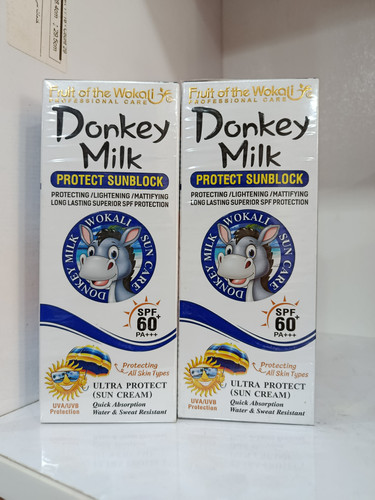 Fruit of the Wokali
PROFESSIONAL CARE
Donkey
Milk
PROTECT SUNBLOCK
PROTECTING /LIGHTENING /MATTIFYING
LONG LASTING SUPERIOR SPF PROTECTION
DONKEY MILK WOKALI SUN CARE
SPF
60+
PA+++
Protecting
All Skin Types
UVA/UVB
Protection
ULTRA PROTECT
(SUN CREAM)
Quick Absorption
Water & Sweat Resistant
Fruit of the Wokali
PROFESSIONAL CARE
Donkey
Milk
PROTECT SUNBLOCK
PROTECTING /LIGHTENING /MATTIFYING
LONG LASTING SUPERIOR SPF PROTECTION
DONKEY MILK WOKALI SUN CARE
SPF
60+
PA+++
Protecting
All Skin Types
UVA/UVB
Protection
ULTRA PROTECT
(SUN CREAM)
Quick Absorption
Water & Sweat Resistant